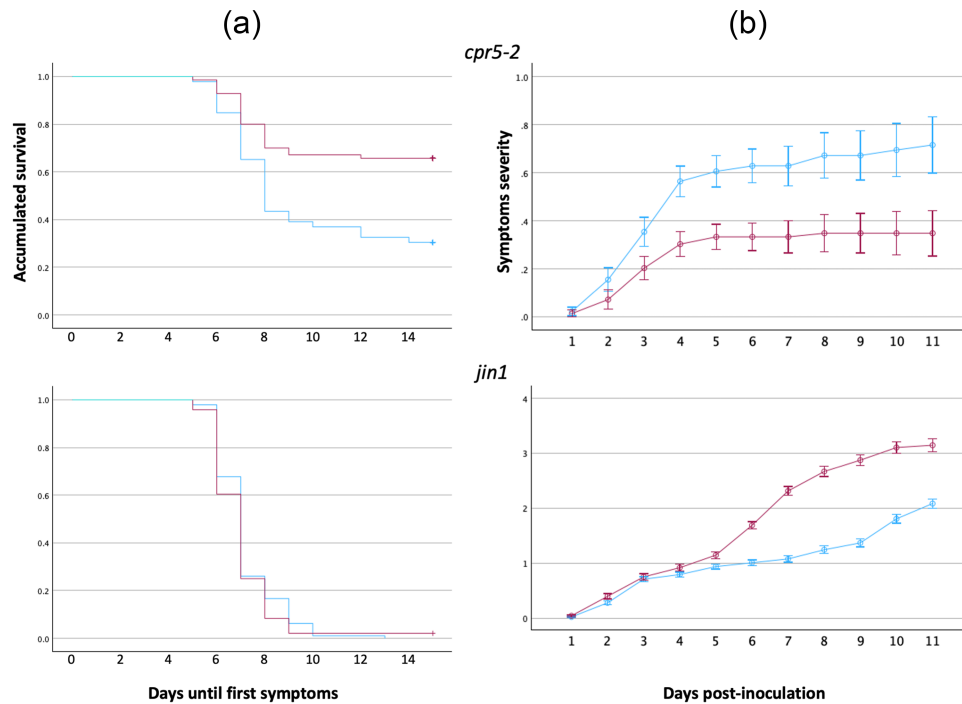 (a) (b)
cpr5-2
Accumulated survival
1.0
0.8
0.6
0.4
0.2
0.0
0 2 4 6 8 10 12 14
Symptoms severity
.8
.6
.4
.2
.0
1 2 3 4 5 6 7 8 9 10 11
jin1
1.0
0.8
0.6
0.4
0.2
0.0
0 2 4 6 8 10 12 14
Days until first symptoms
4
3
2
1
0
1 2 3 4 5 6 7 8 9 10 11
Days post-inoculation